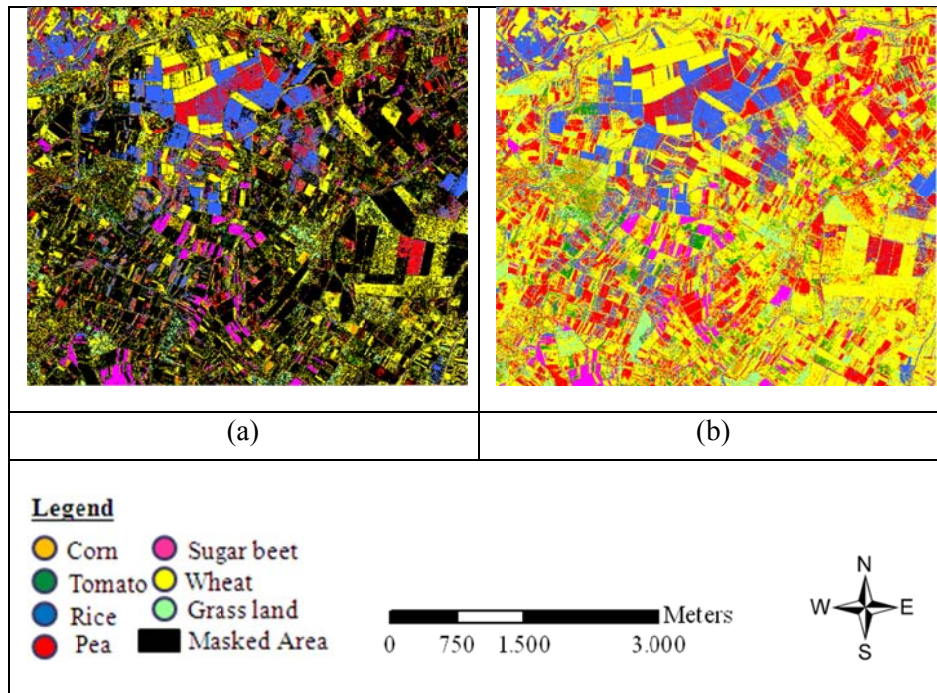 (a)
(b)
Legend
Corn
Sugar beet
Tomato
Wheat
Rice
Grass land
Pea
Masked Area
Meters
0 750 1.500 3.000
N
W E
S